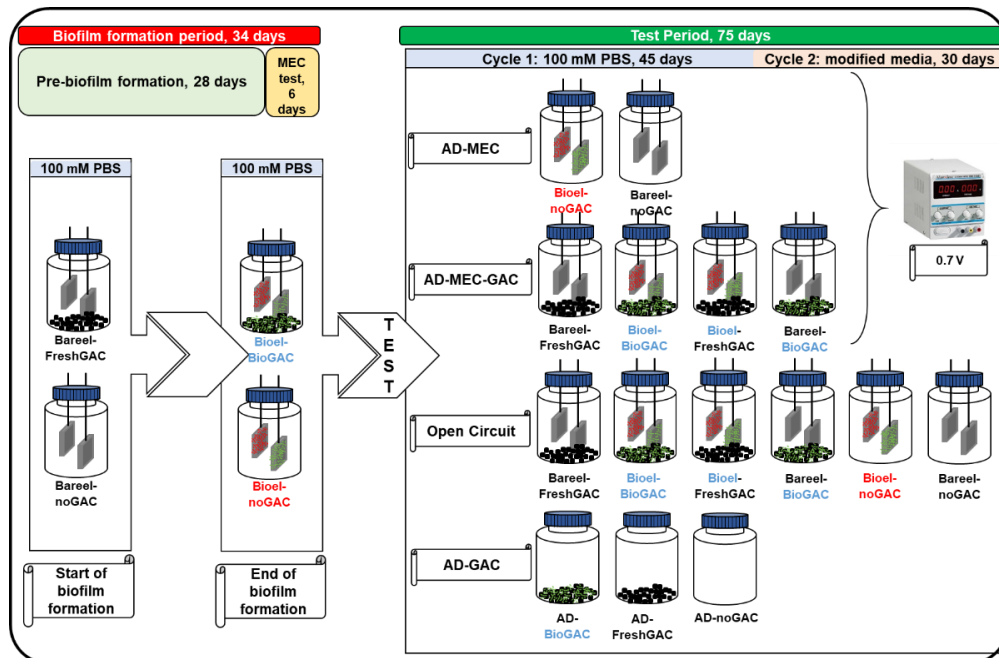 Biofilm formation period, 34 days
Pre-biofilm formation, 28 days
MEC
test,
6
days
Test Period, 75 days
Cycle 1: 100 mM PBS, 45 days
Cycle 2: modified media, 30 days
100 mM PBS
Bareel-
FreshGAC
Bareel-
noGAC
Start of
biofilm
formation
100 mM PBS
Bioel-
BioGAC
Bioel-
noGAC
End of
biofilm
formation
T
E
S
T
AD-MEC
Bioel-
noGAC
Bareel-
noGAC
AD-MEC-GAC
Bareel-
FreshGAC
Bioel-
BioGAC
Bioel-
FreshGAC
Bareel-
BioGAC
0.7 V
Open Circuit
Bareel-
FreshGAC
Bioel-
BioGAC
Bioel-
FreshGAC
Bareel-
BioGAC
Bioel-
noGAC
Bareel-
noGAC
AD-GAC
AD-
BioGAC
AD-
FreshGAC
AD-noGAC